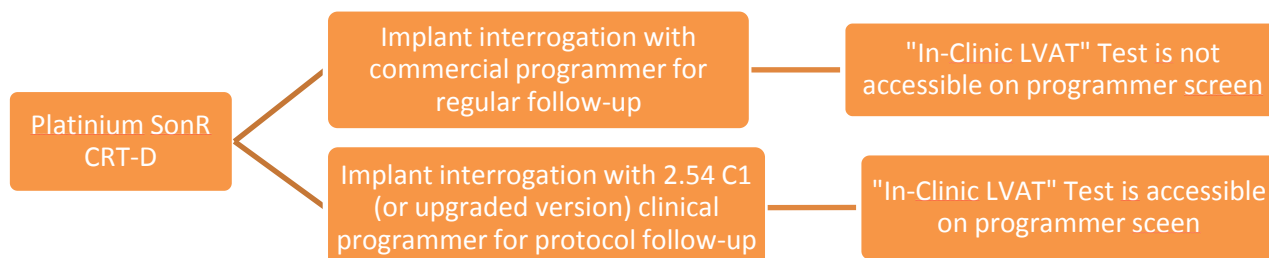 Platinium SonR
CRT-D
Implant interrogation with
commercial programmer for
regular follow-up
"In-Clinic LVAT" Test is not
accessible on programmer screen
Implant interrogation with 2.54 C1
(or upgraded version) clinical
programmer for protocol follow-up
"In-Clinic LVAT" Test is accessible
on programmer sceen